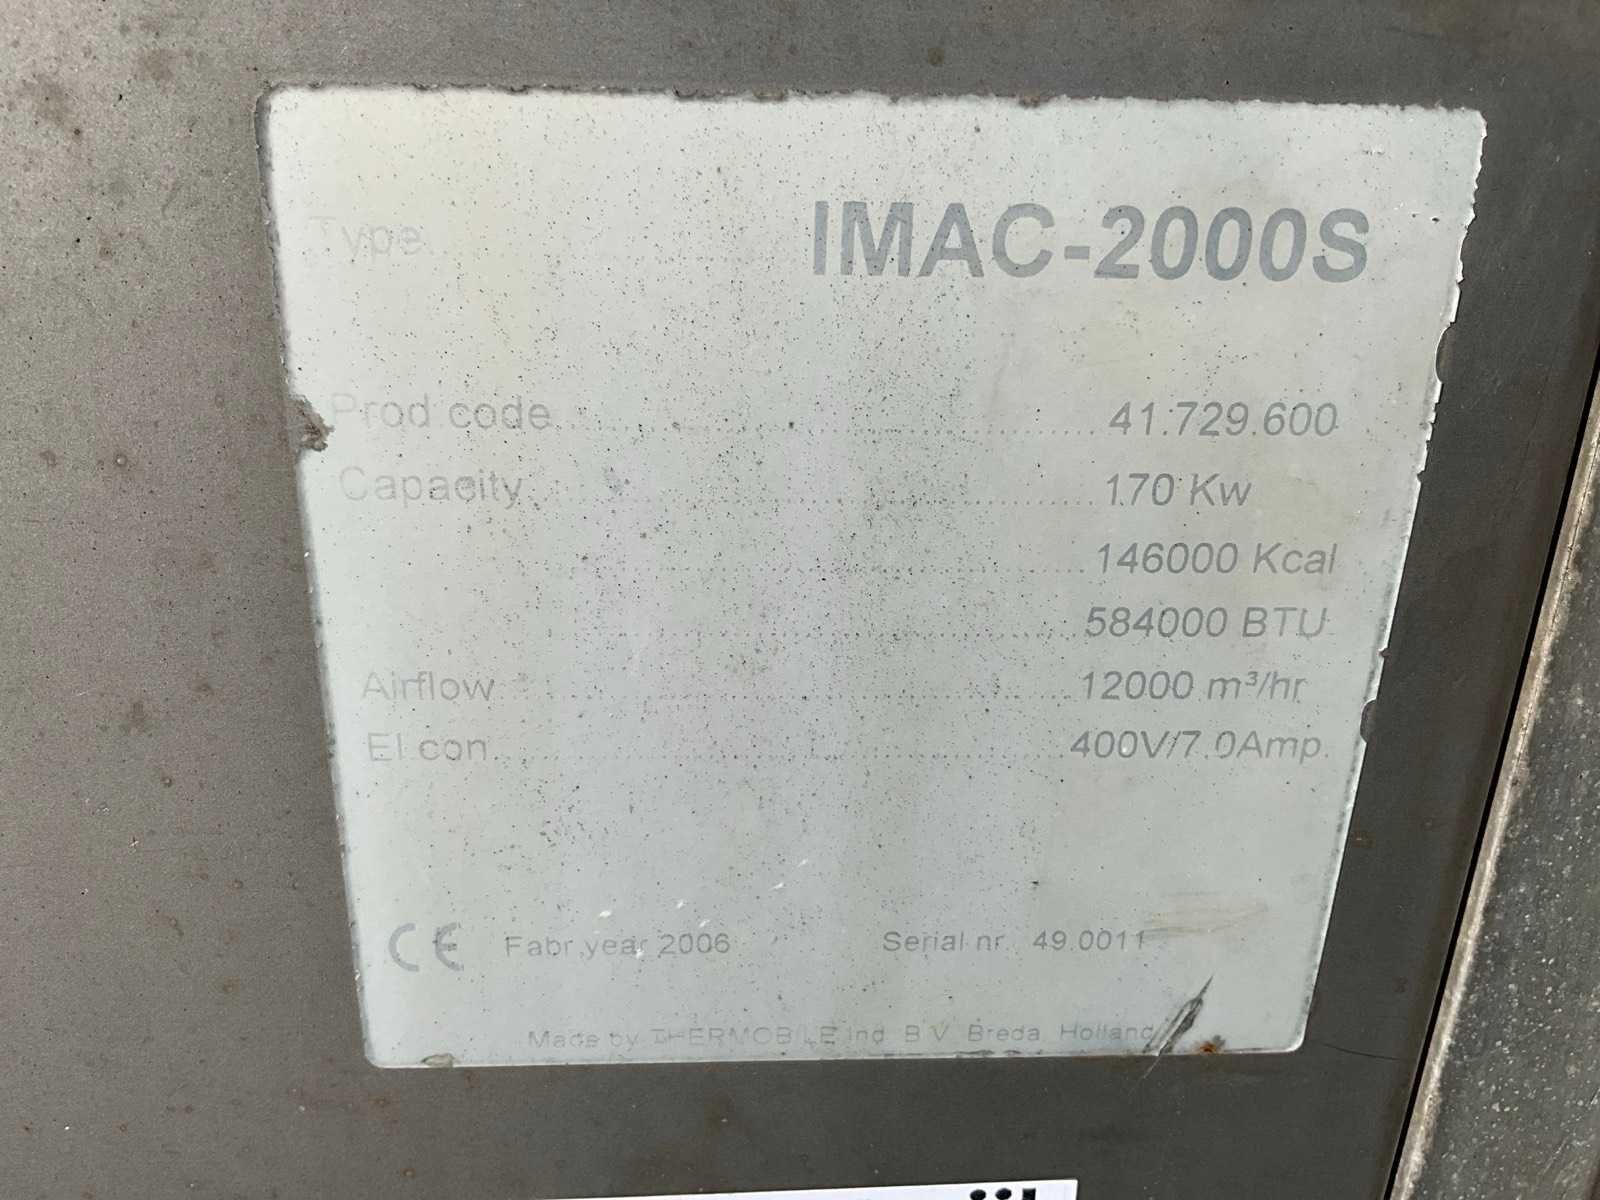 Type IMAC-2000S
Prod code 41.729.600
Capacity 170 Kw
146000 Kcal
584000 BTU
Airflow 12000 m³/hr
El con. 400V/7.0Amp.
CE Fabr.year 2006 Serial nr. 49.0011
Made by THERMOBILE ind. B.V. Breda Holland